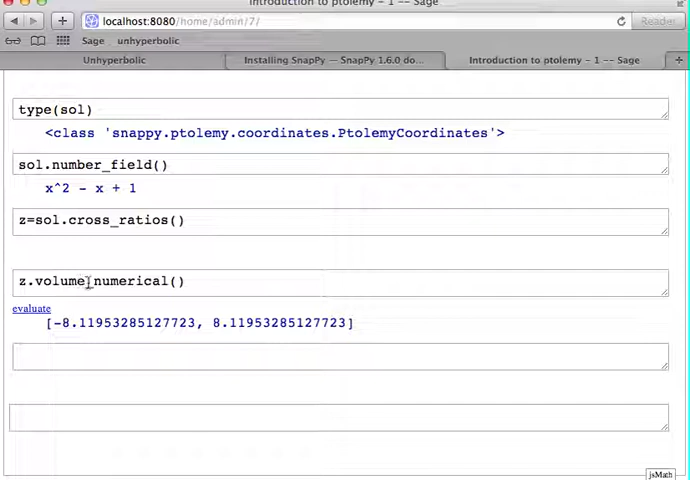 Introduction to ptolemy - 1 -- Sage
localhost:8080/home/admin/7/
Reader
Sage unhyperbolic
Unhyperbolic
Installing SnapPy — SnapPy 1.6.0 do...
Introduction to ptolemy - 1 -- Sage
type(sol)
<class 'snappy.ptolemy.coordinates.PtolemyCoordinates'>
sol.number_field()
x^2 - x + 1
z=sol.cross_ratios()
z.volume_numerical()
evaluate
[-8.11953285127723, 8.11953285127723]
jsMath